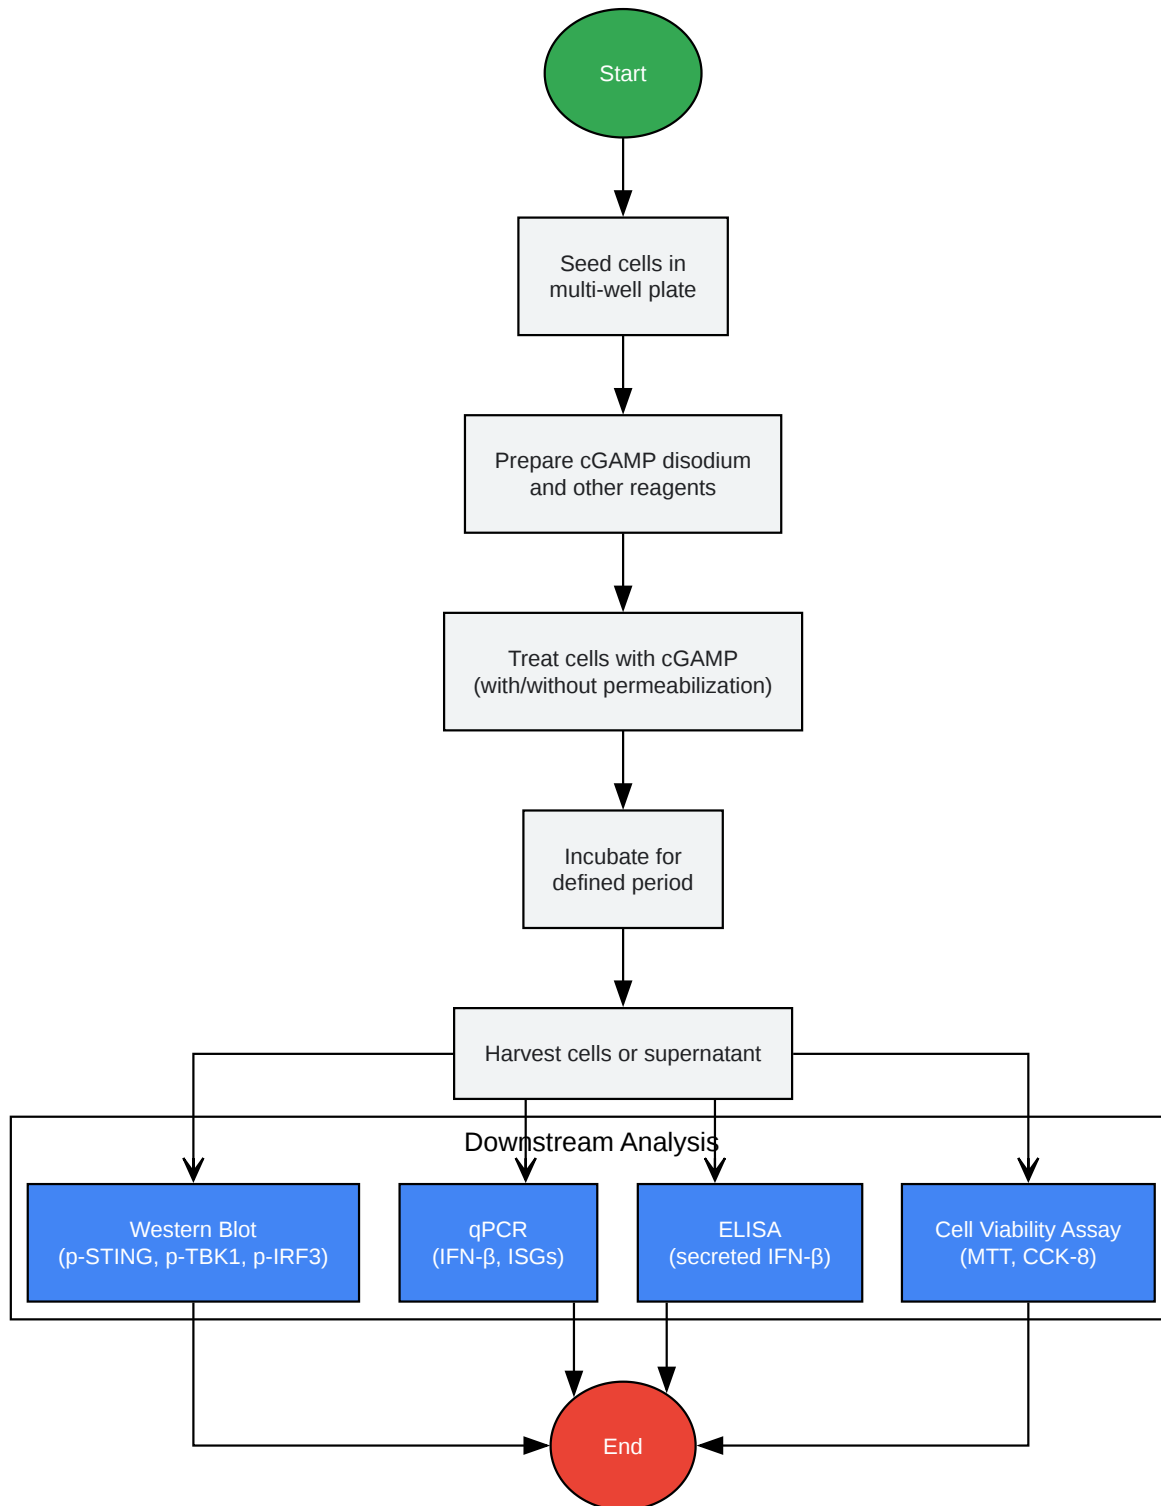 Start
Seed cells in
multi-well plate
Prepare cGAMP disodium
and other reagents
Treat cells with cGAMP
(with/without permeabilization)
Incubate for
defined period
Harvest cells or supernatant
Downstream Analysis
Western Blot
(p-STING, p-TBK1, p-IRF3)
qPCR
(IFN-β, ISGs)
ELISA
(secreted IFN-β)
Cell Viability Assay
(MTT, CCK-8)
End